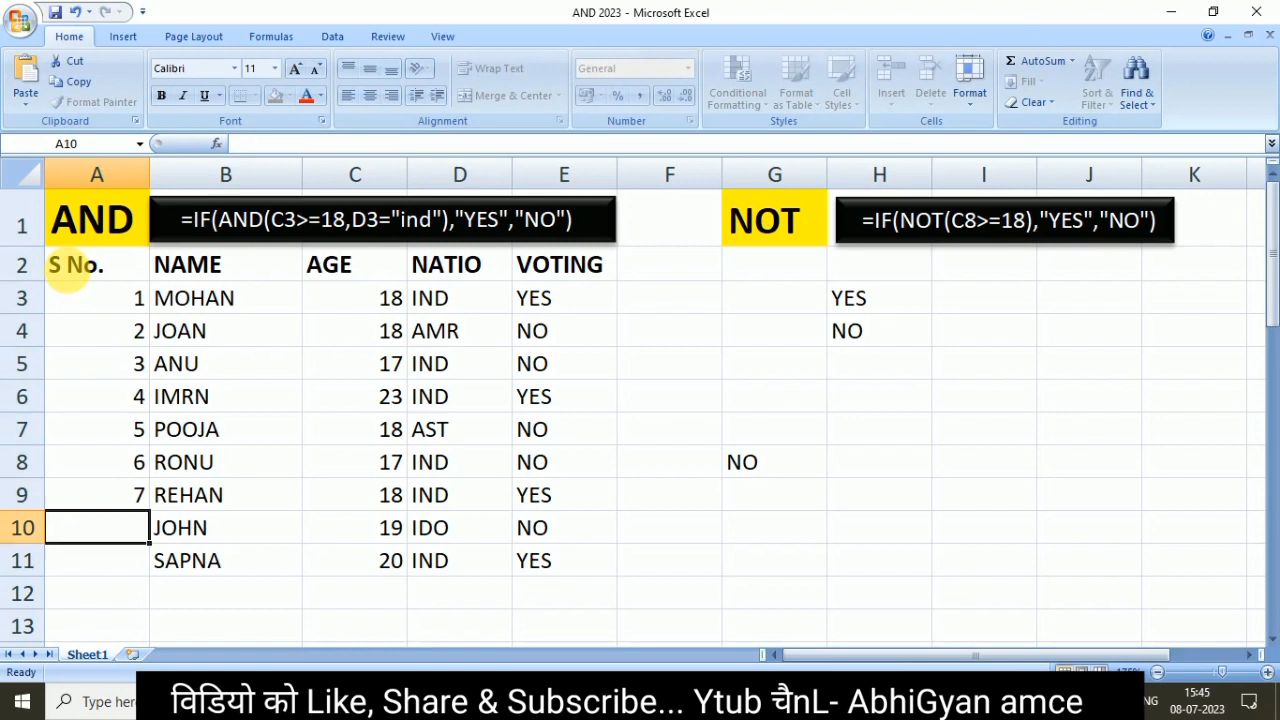 AND 2023 - Microsoft Excel
Home Insert Page Layout Formulas Data Review View
Cut
Copy
Paste Format Painter
Clipboard
Calibri 11
Font
Wrap Text
Merge & Center
Alignment
General
Number
Conditional Formatting Format as Table Cell Styles
Styles
Insert Delete Format
Cells
AutoSum
Fill
Clear
Sort & Filter Find & Select
Editing
A10 fx
A B C D E F G H I J K
1 AND =IF(AND(C3>=18,D3="ind"),"YES","NO") NOT =IF(NOT(C8>=18),"YES","NO")
2 S No. NAME AGE NATIO VOTING
3 1 MOHAN 18 IND YES YES
4 2 JOAN 18 AMR NO NO
5 3 ANU 17 IND NO
6 4 IMRN 23 IND YES
7 5 POOJA 18 AST NO
8 6 RONU 17 IND NO NO
9 7 REHAN 18 IND YES
10 JOHN 19 IDO NO
11 SAPNA 20 IND YES
12
13
Sheet1
Ready
Type here
विडियो को Like, Share & Subscribe... Ytub चैnL- AbhiGyan amce
15:45
08-07-2023